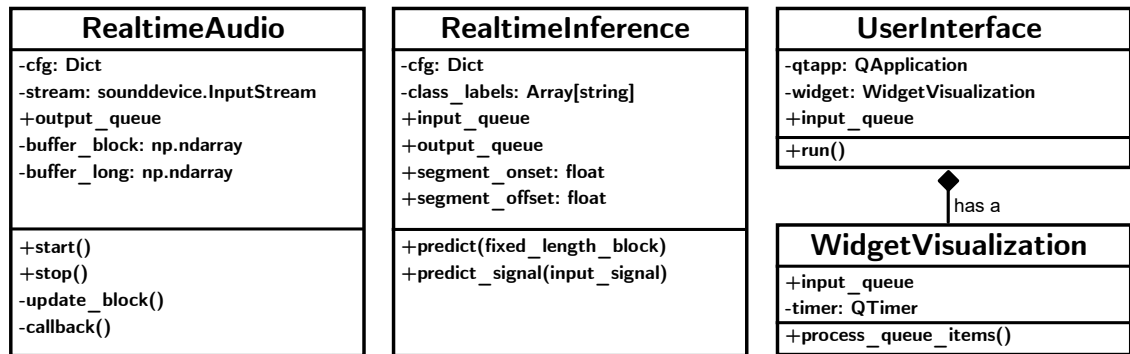 RealtimeAudio
-cfg: Dict
-stream: sounddevice.InputStream
+output_queue
-buffer_block: np.ndarray
-buffer_long: np.ndarray
+start()
+stop()
-update_block()
-callback()
RealtimeInference
-cfg: Dict
-class_labels: Array[string]
+input_queue
+output_queue
+segment_onset: float
+segment_offset: float
+predict(fixed_length_block)
+predict_signal(input_signal)
UserInterface
-qtapp: QApplication
-widget: WidgetVisualization
+input_queue
+run()
has a
WidgetVisualization
+input_queue
-timer: QTimer
+process_queue_items()